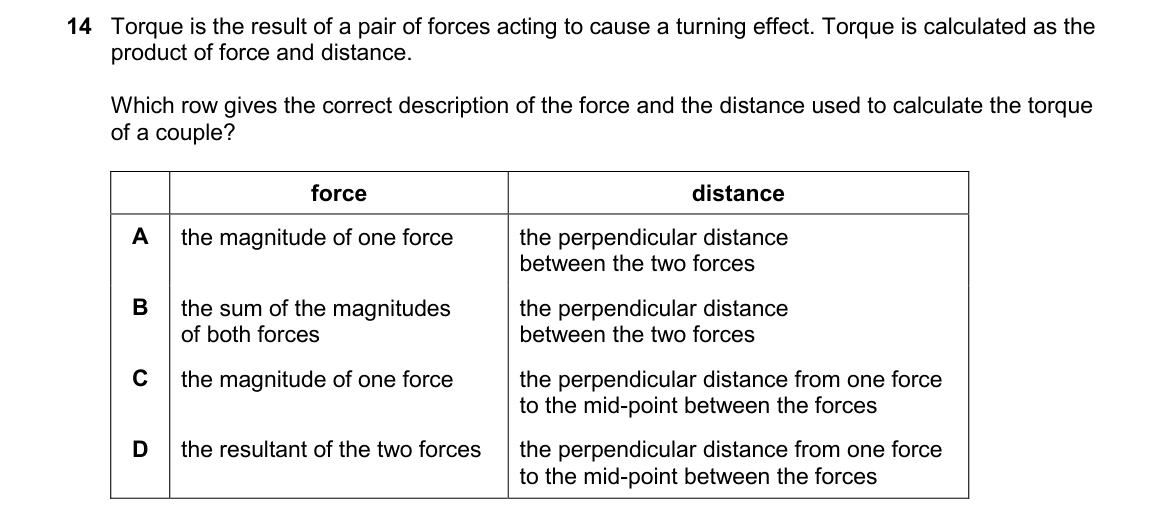 14 Torque is the result of a pair of forces acting to cause a turning effect. Torque is calculated as the
product of force and distance.
Which row gives the correct description of the force and the distance used to calculate the torque
of a couple?
force distance
A the magnitude of one force the perpendicular distance
between the two forces
B the sum of the magnitudes the perpendicular distance
of both forces between the two forces
C the magnitude of one force the perpendicular distance from one force
to the mid-point between the forces
D the resultant of the two forces the perpendicular distance from one force
to the mid-point between the forces